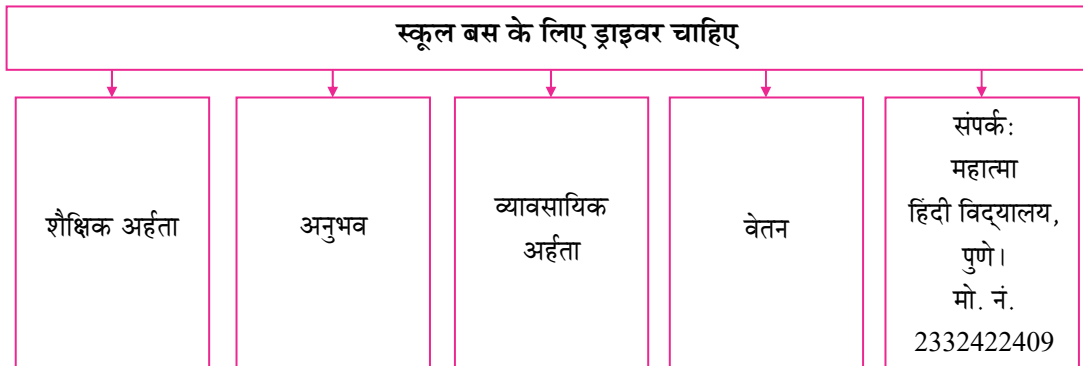 स्कूल बस के लिए ड्राइवर चाहिए
शैक्षिक अर्हता
अनुभव
व्यावसायिक
अर्हता
वेतन
संपर्क:
महात्मा
हिंदी विद्‌यालय,
पुणे।
मो. नं.
2332422409